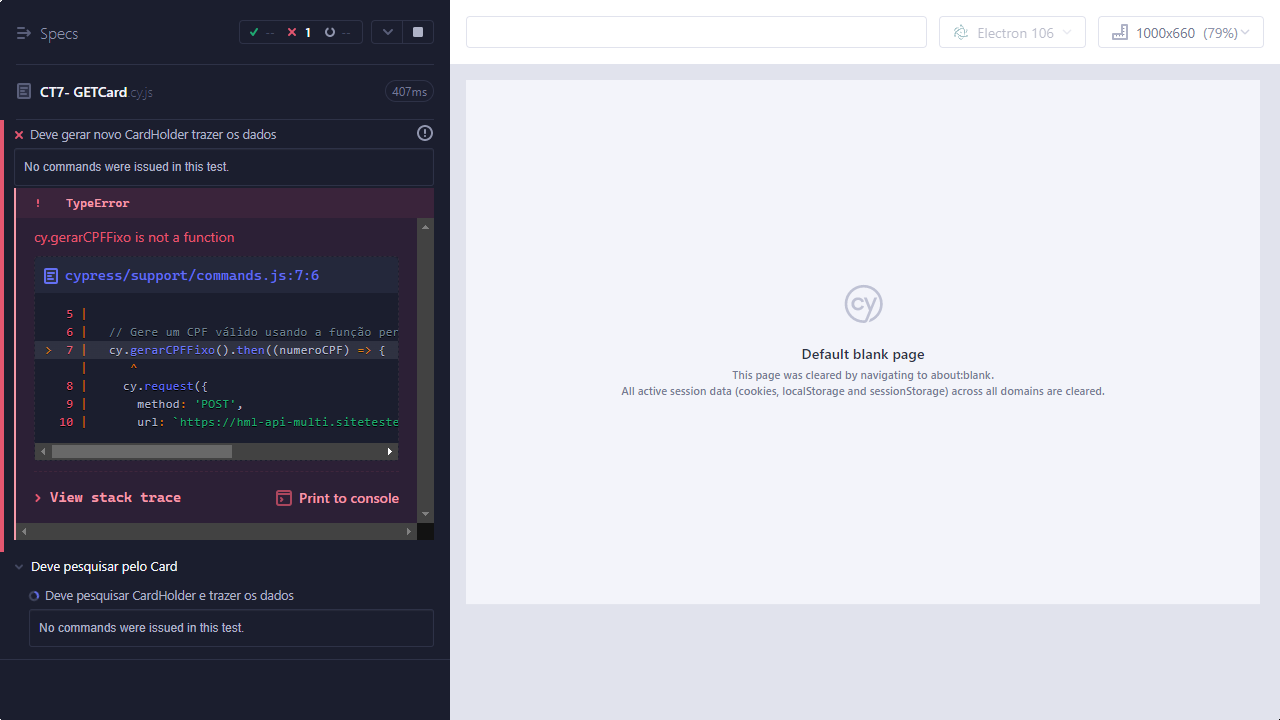 Specs
-- 1 --
CT7- GETCard.cy.js
407ms
Deve gerar novo CardHolder trazer os dados
No commands were issued in this test.
! TypeError
cy.gerarCPFFixo is not a function
cypress/support/commands.js:7:6
5 |
6 | // Gere um CPF válido usando a função per
> 7 | cy.gerarCPFFixo().then((numeroCPF) => {
| ^
8 | cy.request({
9 | method: 'POST',
10 | url: `https://hml-api-multi.siteteste
> View stack trace
Print to console
Deve pesquisar pelo Card
Deve pesquisar CardHolder e trazer os dados
No commands were issued in this test.
Electron 106
1000x660 (79%)
cy
Default blank page
This page was cleared by navigating to about:blank.
All active session data (cookies, localStorage and sessionStorage) across all domains are cleared.